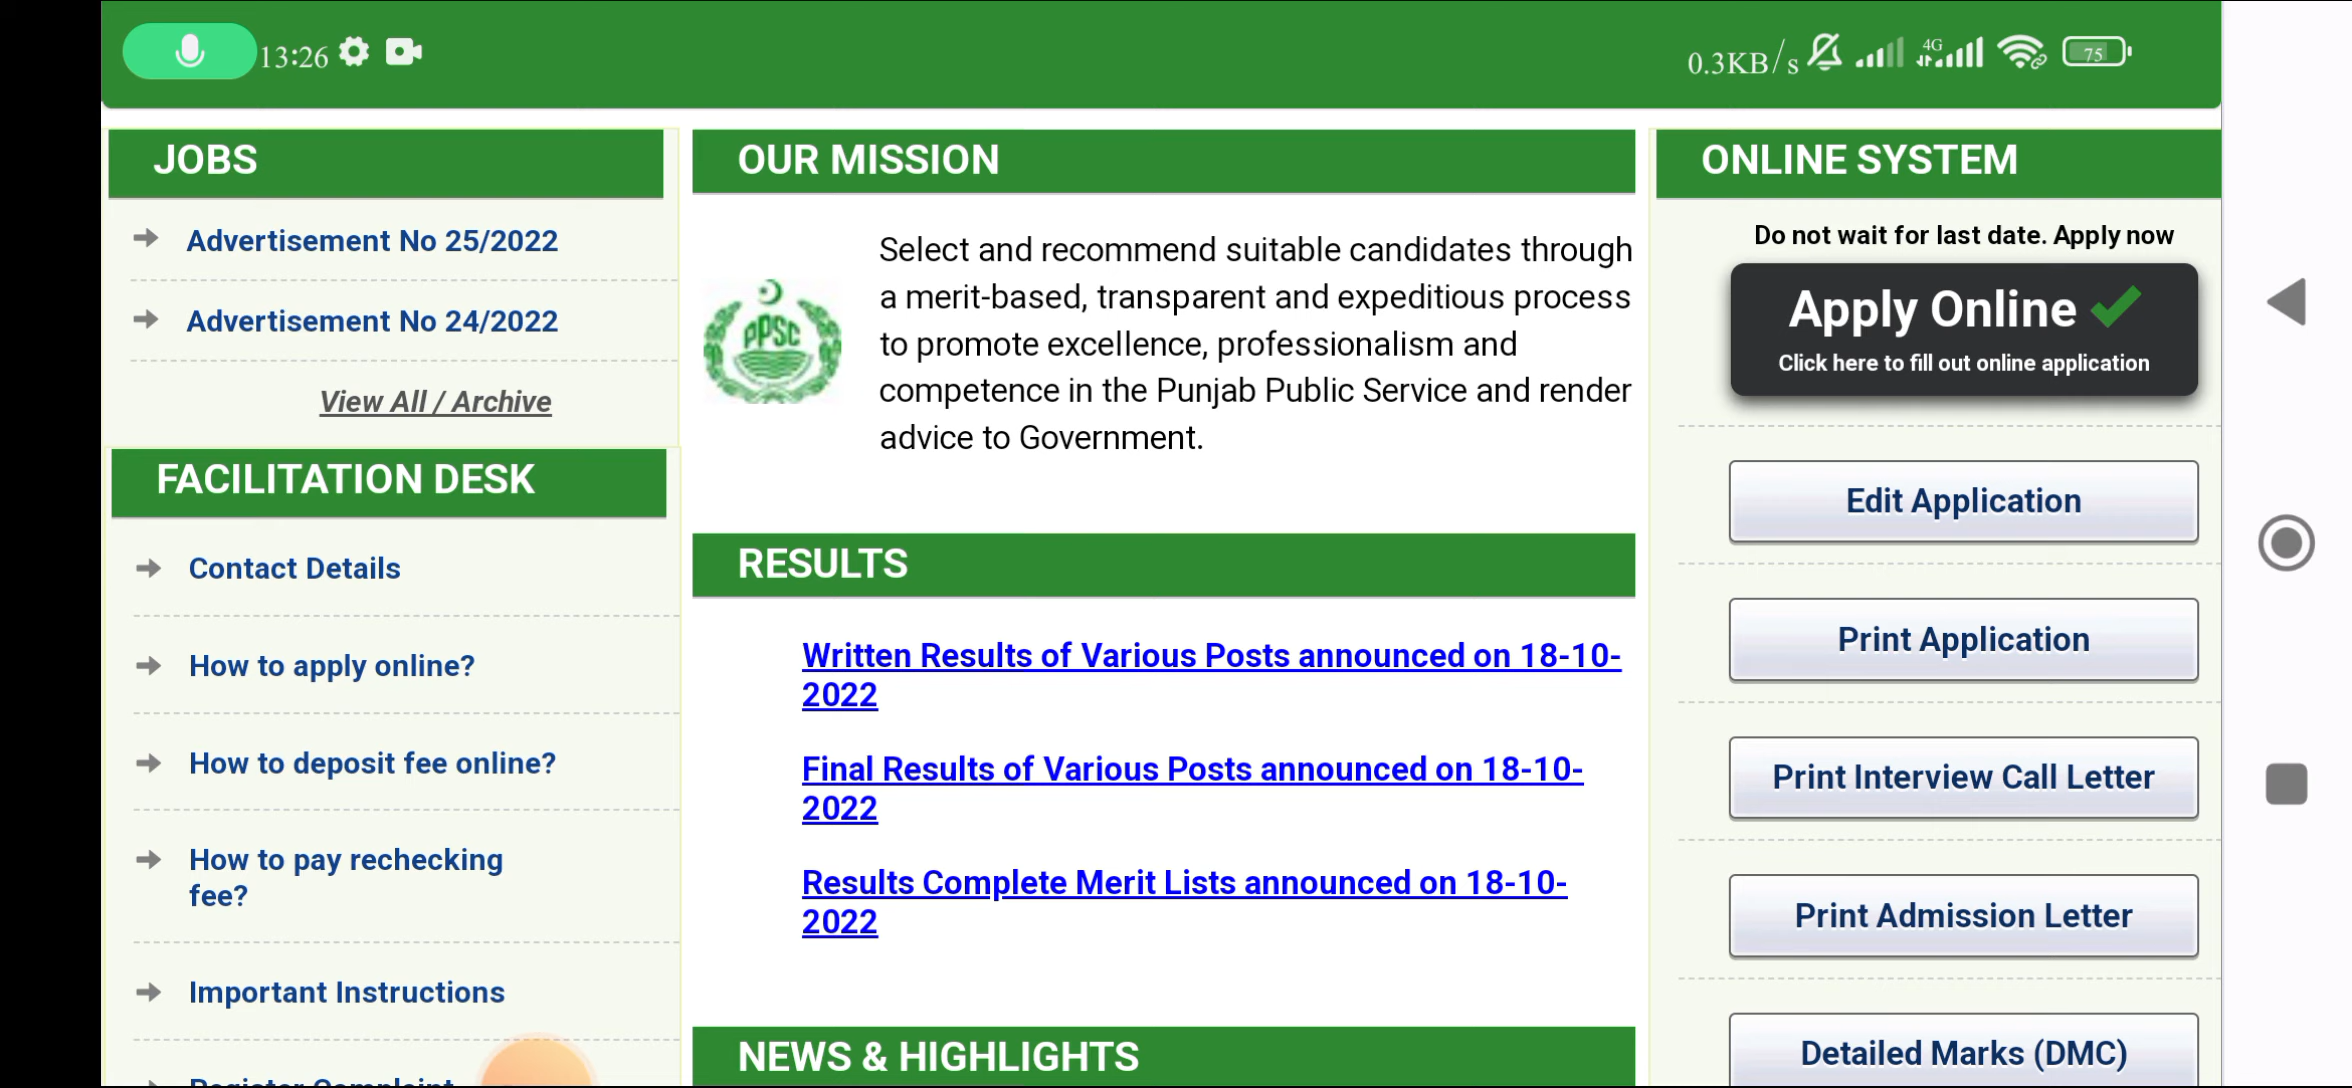 13:26
0.3KB/s
4G
75
JOBS
Advertisement No 25/2022
Advertisement No 24/2022
View All / Archive
FACILITATION DESK
Contact Details
How to apply online?
How to deposit fee online?
How to pay rechecking
fee?
Important Instructions
Register Complaint
OUR MISSION
PPSC
Select and recommend suitable candidates through
a merit-based, transparent and expeditious process
to promote excellence, professionalism and
competence in the Punjab Public Service and render
advice to Government.
RESULTS
Written Results of Various Posts announced on 18-10-
2022
Final Results of Various Posts announced on 18-10-
2022
Results Complete Merit Lists announced on 18-10-
2022
NEWS & HIGHLIGHTS
ONLINE SYSTEM
Do not wait for last date. Apply now
Apply Online
Click here to fill out online application
Edit Application
Print Application
Print Interview Call Letter
Print Admission Letter
Detailed Marks (DMC)